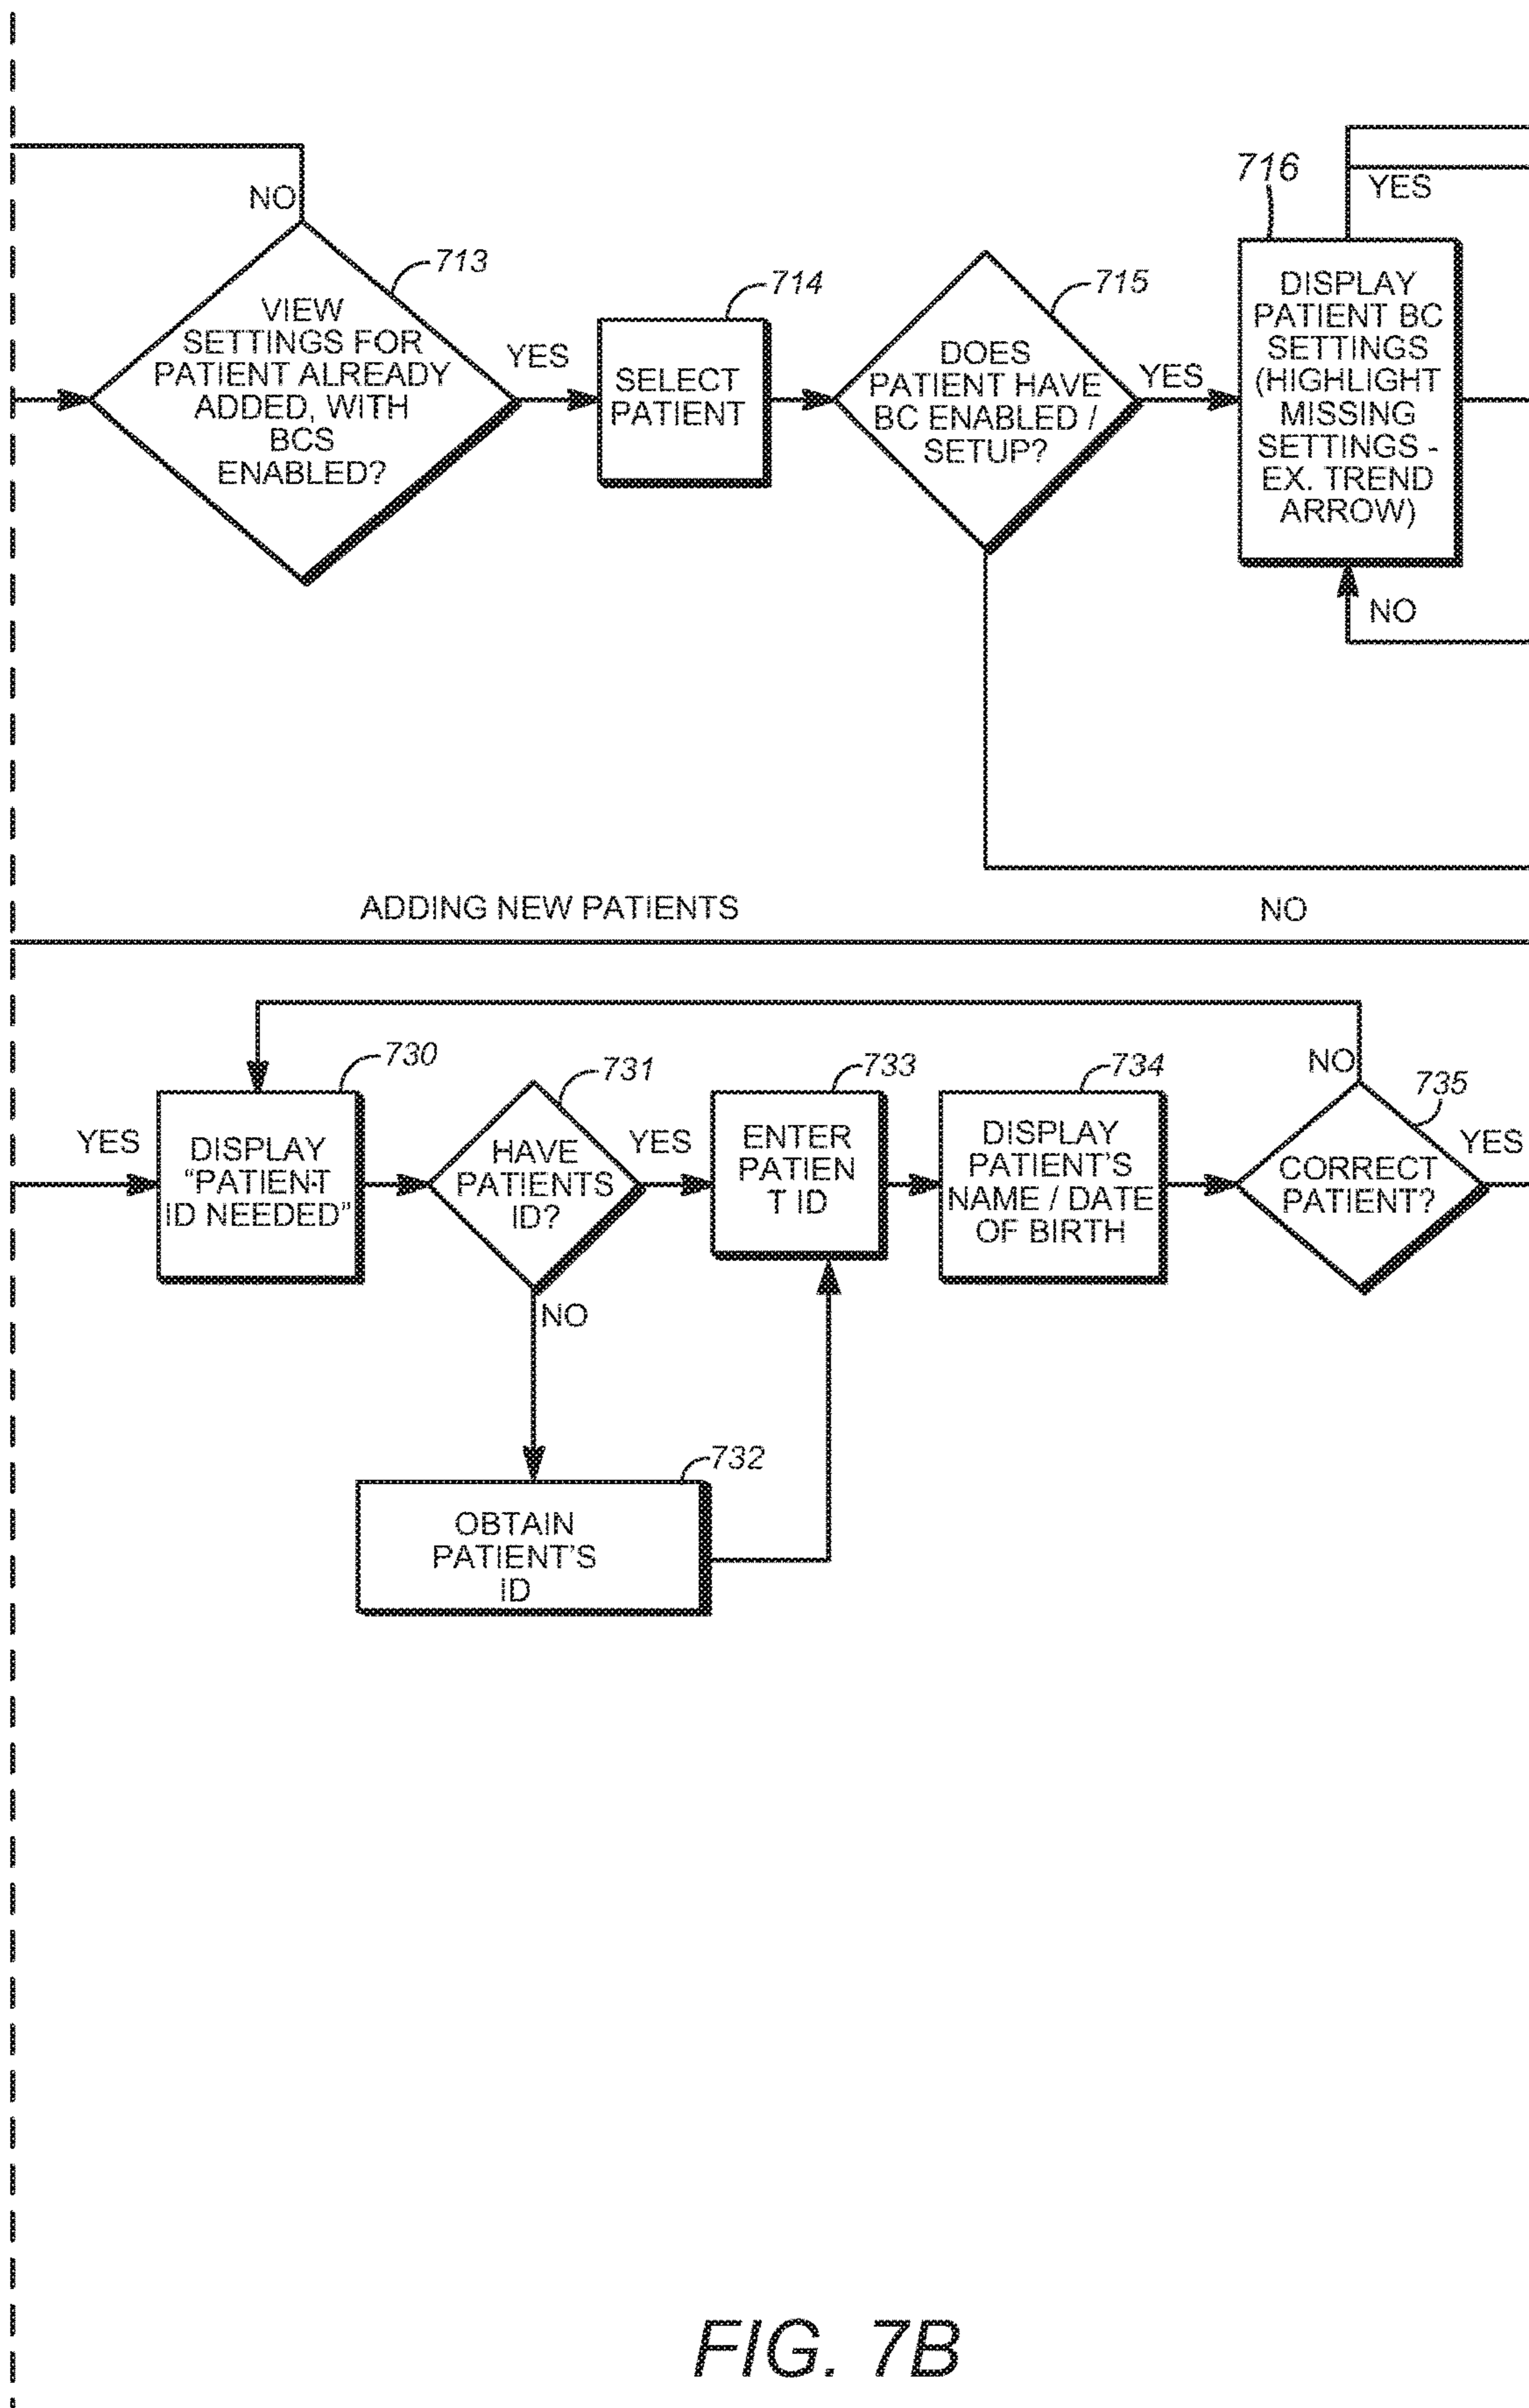 NO
713
VIEW
SETTINGS FOR
PATIENT ALREADY
ADDED, WITH
BCS
ENABLED?
YES
714
SELECT
PATIENT
715
DOES
PATIENT HAVE
BC ENABLED /
SETUP?
YES
716
YES
DISPLAY
PATIENT BC
SETTINGS
(HIGHLIGHT
MISSING
SETTINGS -
EX. TREND
ARROW)
NO
ADDING NEW PATIENTS
NO
YES
730
DISPLAY
“PATIENT
ID NEEDED”
731
HAVE
PATIENTS
ID?
YES
NO
732
OBTAIN
PATIENT'S
ID
733
ENTER
PATIEN
T ID
734
DISPLAY
PATIENT'S
NAME / DATE
OF BIRTH
NO
735
CORRECT
PATIENT?
YES
FIG. 7B